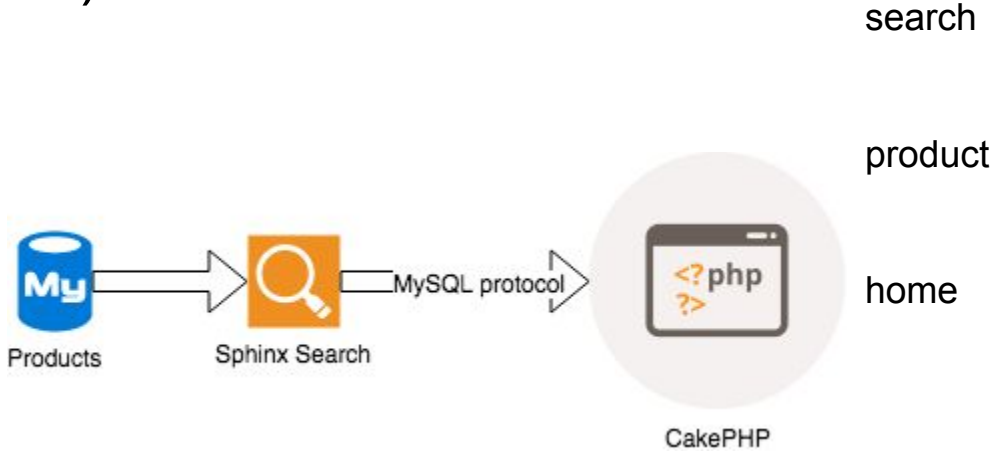 )
search
product
home
My
<?php
?>
MySQL protocol
Products
Sphinx Search
CakePHP